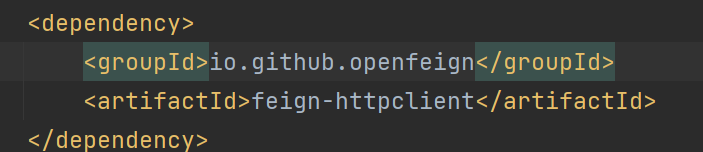 <dependency>
<groupId>io.github.openfeign</groupId>
<artifactId>feign-httpclient</artifactId>
</dependency>